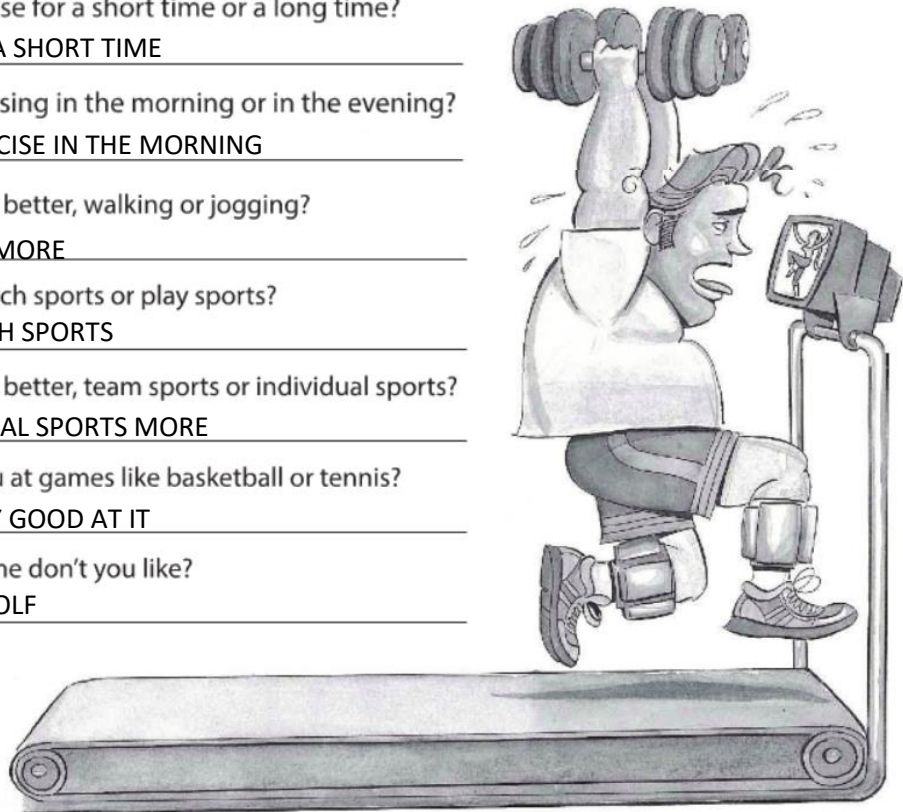 se for a short time or a long time?
A SHORT TIME
sing in the morning or in the evening?
CISE IN THE MORNING
better, walking or jogging?
MORE
ch sports or play sports?
H SPORTS
better, team sports or individual sports?
AL SPORTS MORE
u at games like basketball or tennis?
GOOD AT IT
ne don't you like?
OLF